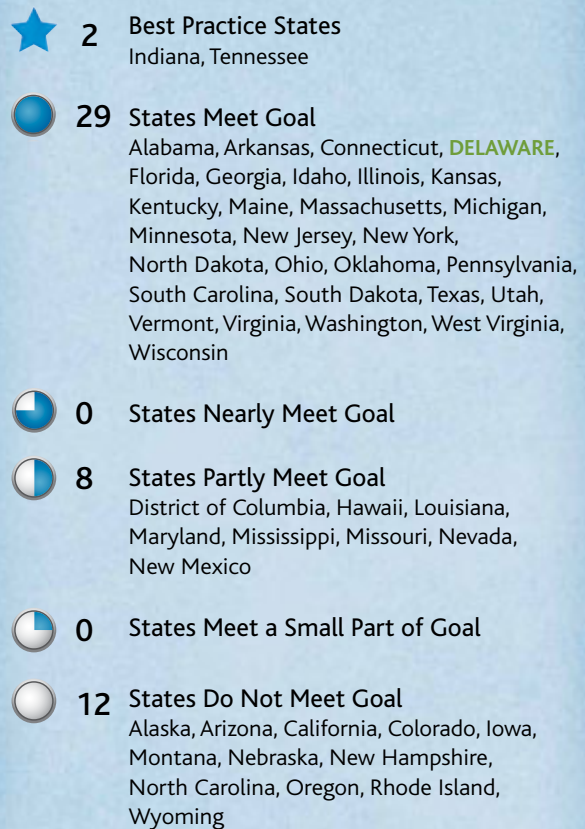 2 Best Practice States
Indiana, Tennessee
29 States Meet Goal
Alabama, Arkansas, Connecticut, DELAWARE,
Florida, Georgia, Idaho, Illinois, Kansas,
Kentucky, Maine, Massachusetts, Michigan,
Minnesota, New Jersey, New York,
North Dakota, Ohio, Oklahoma, Pennsylvania,
South Carolina, South Dakota, Texas, Utah,
Vermont, Virginia, Washington, West Virginia,
Wisconsin
0 States Nearly Meet Goal
8 States Partly Meet Goal
District of Columbia, Hawaii, Louisiana,
Maryland, Mississippi, Missouri, Nevada,
New Mexico
0 States Meet a Small Part of Goal
12 States Do Not Meet Goal
Alaska, Arizona, California, Colorado, Iowa,
Montana, Nebraska, New Hampshire,
North Carolina, Oregon, Rhode Island,
Wyoming